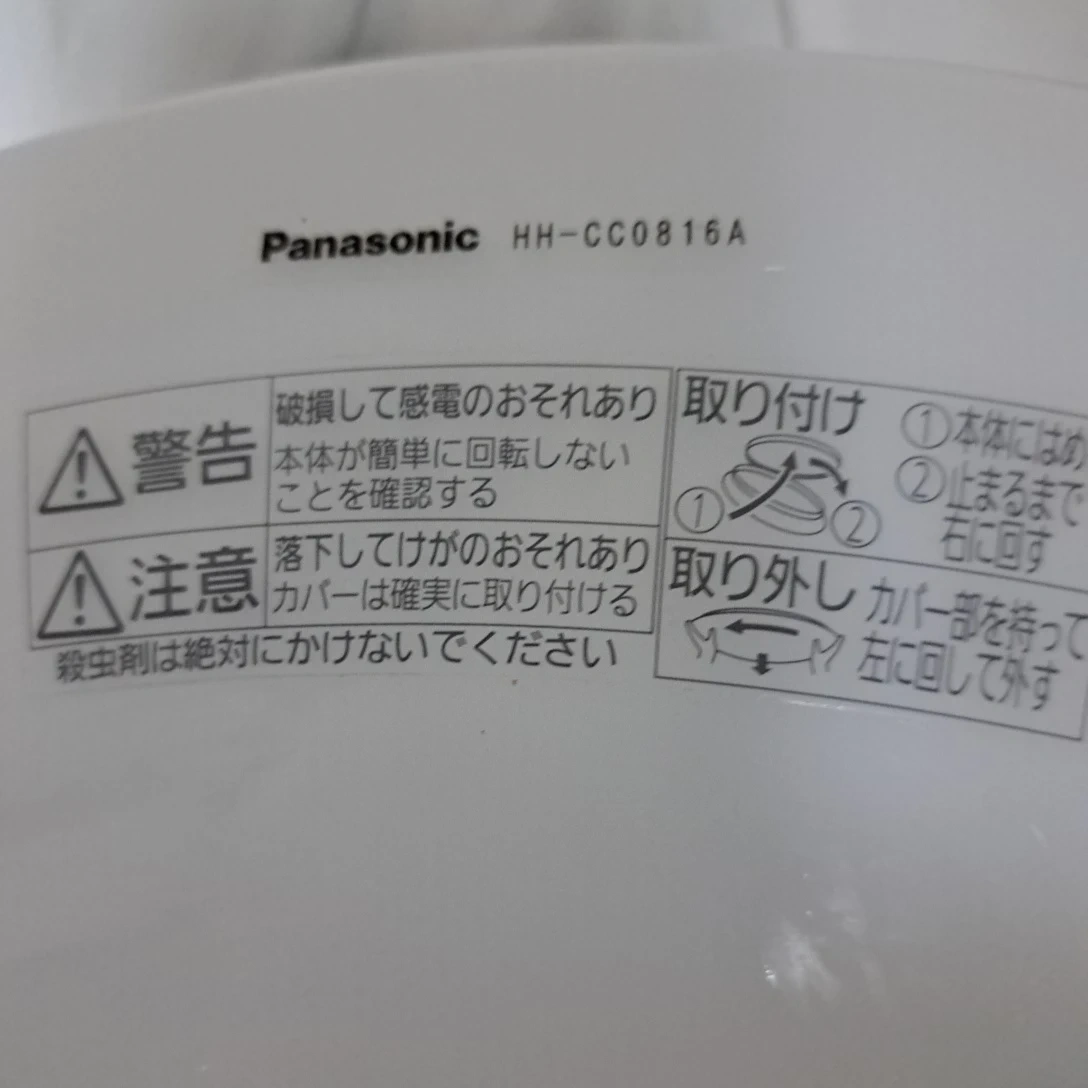 Panasonic HH-CC0816A
警告
破損して感電のおそれあり
本体が簡単に回転しない
ことを確認する
注意
落下してけがのおそれあり
カバーは確実に取り付ける
殺虫剤は絶対にかけないでください
取り付け
① ②
①本体にはめ
②止まるまで
右に回す
取り外し
カバー部を持って
左に回して外す